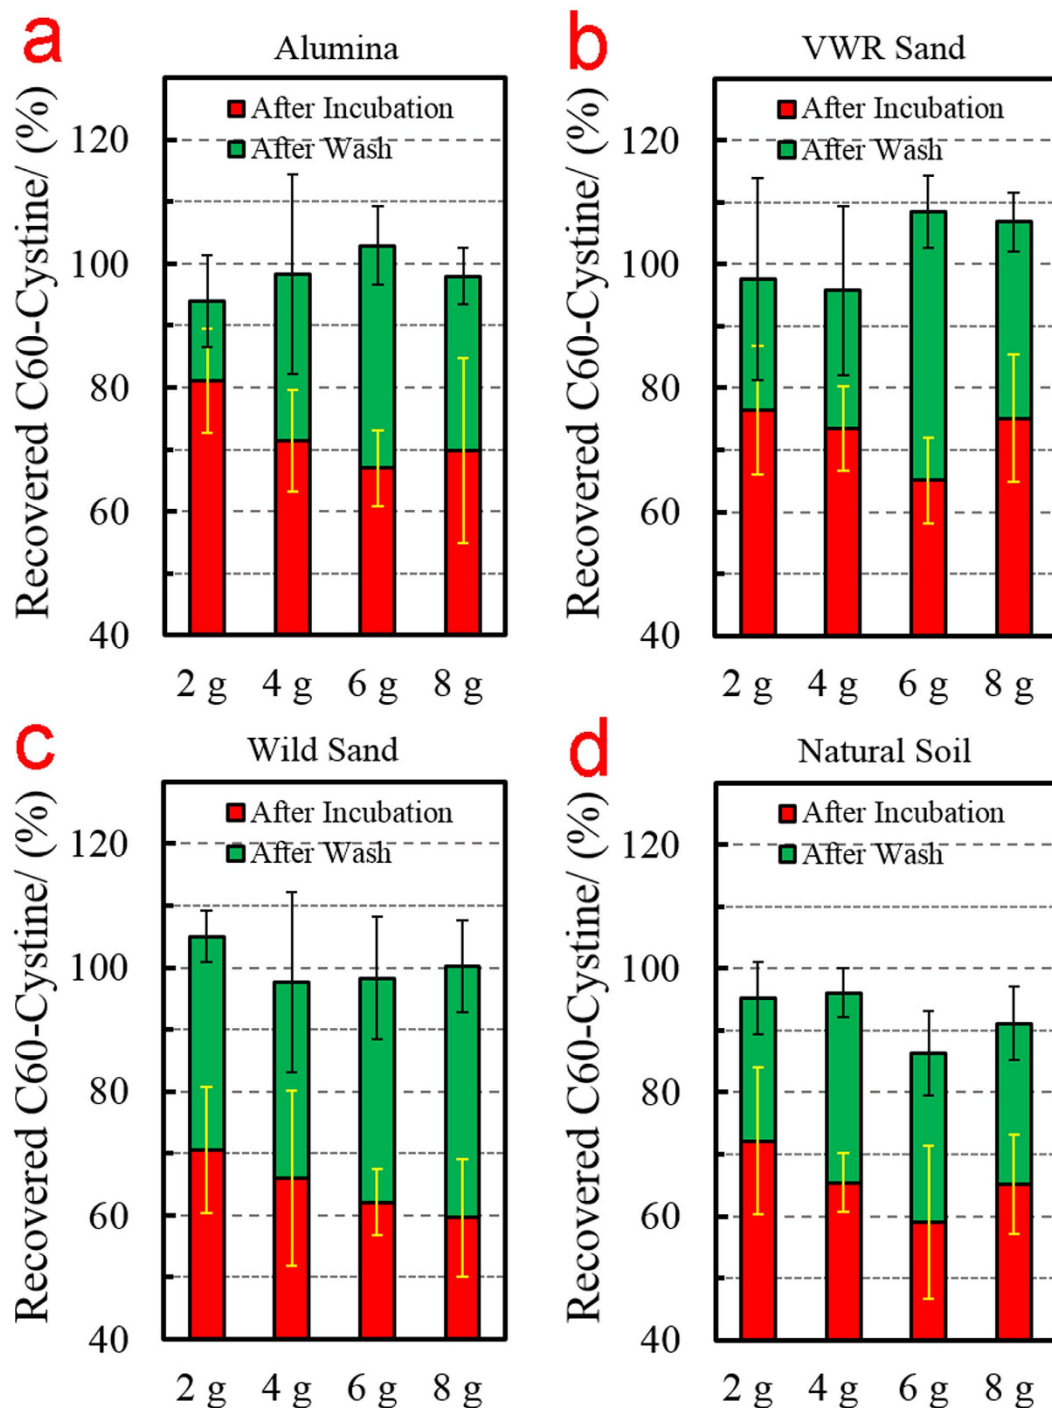 a
Alumina
Recovered C60-Cystine/ (%)
After Incubation
After Wash
120
100
80
60
40
2 g 4 g 6 g 8 g
b
VWR Sand
Recovered C60-Cystine/ (%)
After Incubation
After Wash
120
100
80
60
40
2 g 4 g 6 g 8 g
c
Wild Sand
Recovered C60-Cystine/ (%)
After Incubation
After Wash
120
100
80
60
40
2 g 4 g 6 g 8 g
d
Natural Soil
Recovered C60-Cystine/ (%)
After Incubation
After Wash
120
100
80
60
40
2 g 4 g 6 g 8 g